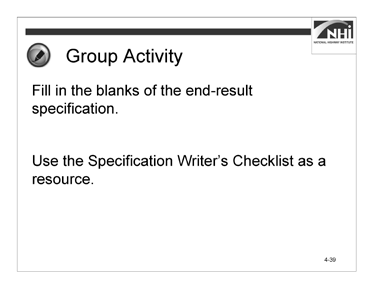 NHI
NATIONAL HIGHWAY INSTITUTE
Group Activity
Fill in the blanks of the end-result
specification.
Use the Specification Writer's Checklist as a
resource.
4-39